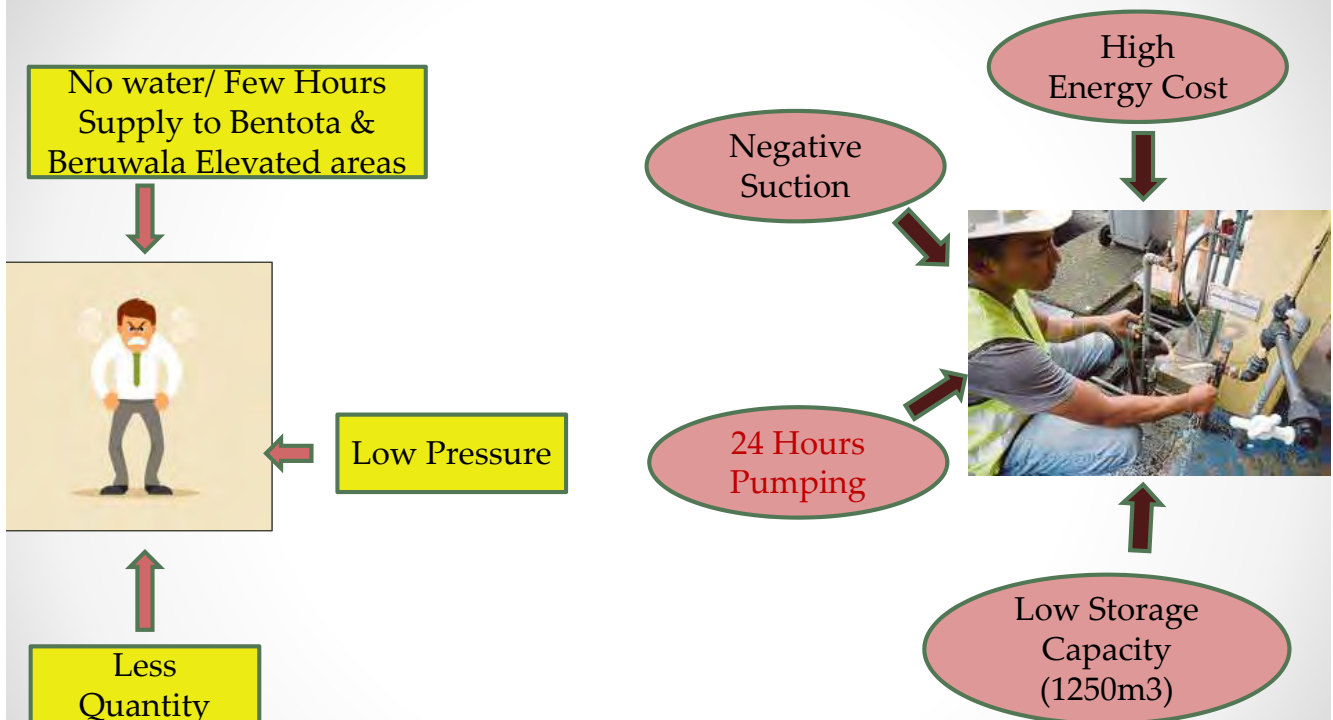 No water/ Few Hours
Supply to Bentota &
Beruwala Elevated areas
Low Pressure
Less
Quantity
High
Energy Cost
Negative
Suction
24 Hours
Pumping
Low Storage
Capacity
(1250m3)